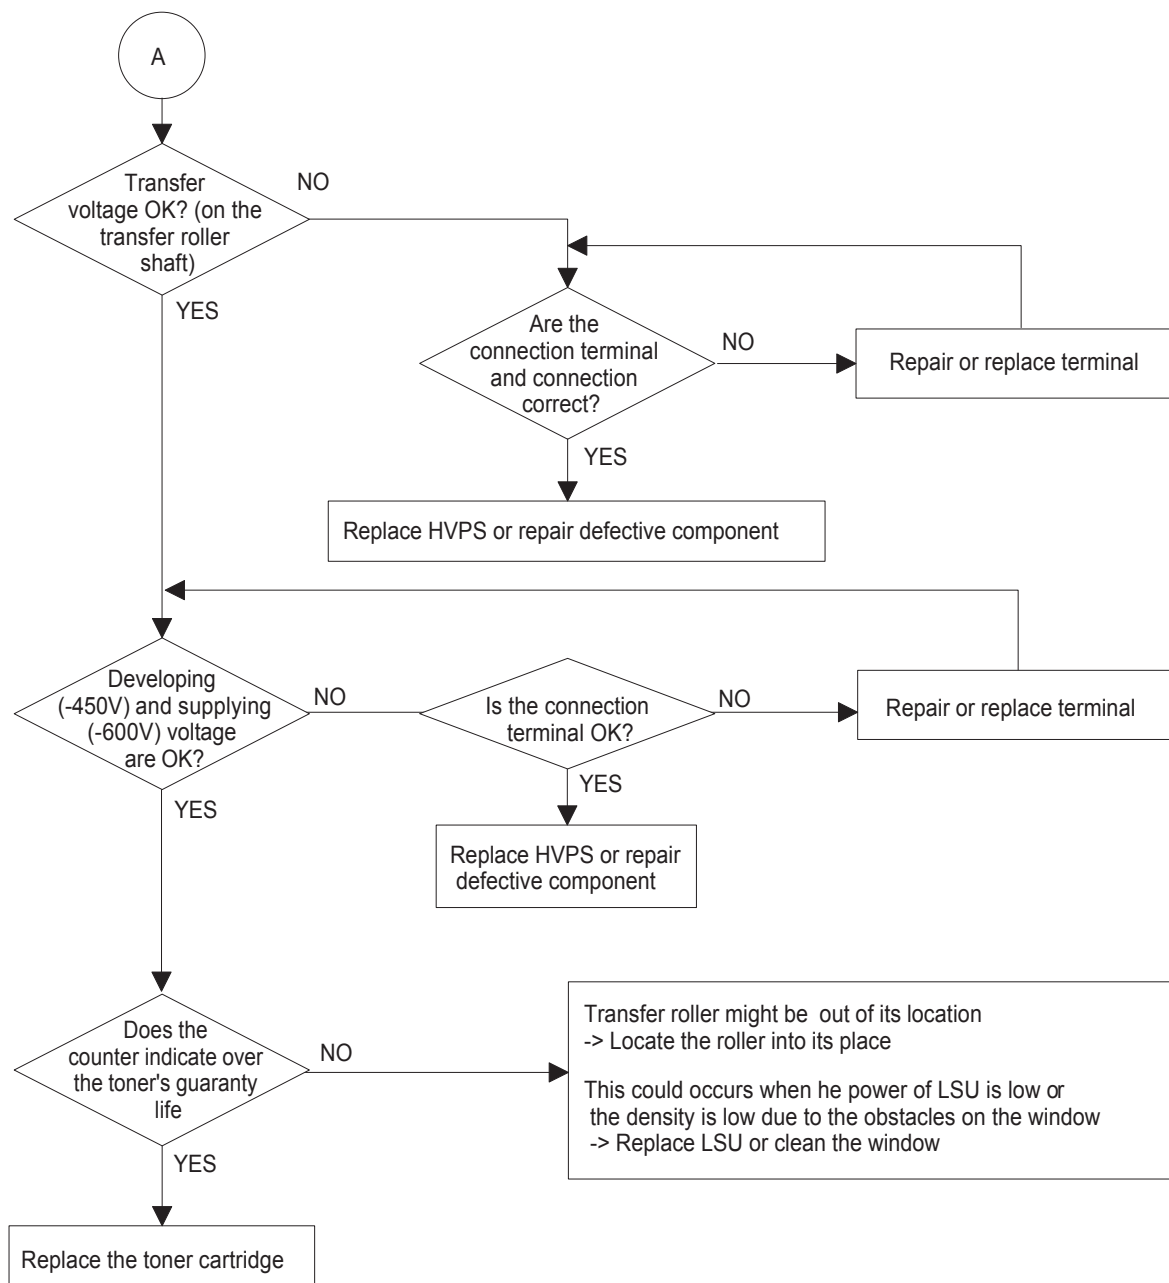 A
Transfer
voltage OK? (on the
transfer roller
shaft)
NO
YES
Are the
connection terminal
and connection
correct?
NO
Repair or replace terminal
YES
Replace HVPS or repair defective component
Developing
(-450V) and supplying
(-600V) voltage
are OK?
NO
Is the connection
terminal OK?
NO
Repair or replace terminal
YES
YES
Replace HVPS or repair
defective component
Does the
counter indicate over
the toner's guaranty
life
NO
Transfer roller might be out of its location
-> Locate the roller into its place
This could occurs when he power of LSU is low or
the density is low due to the obstacles on the window
-> Replace LSU or clean the window
YES
Replace the toner cartridge